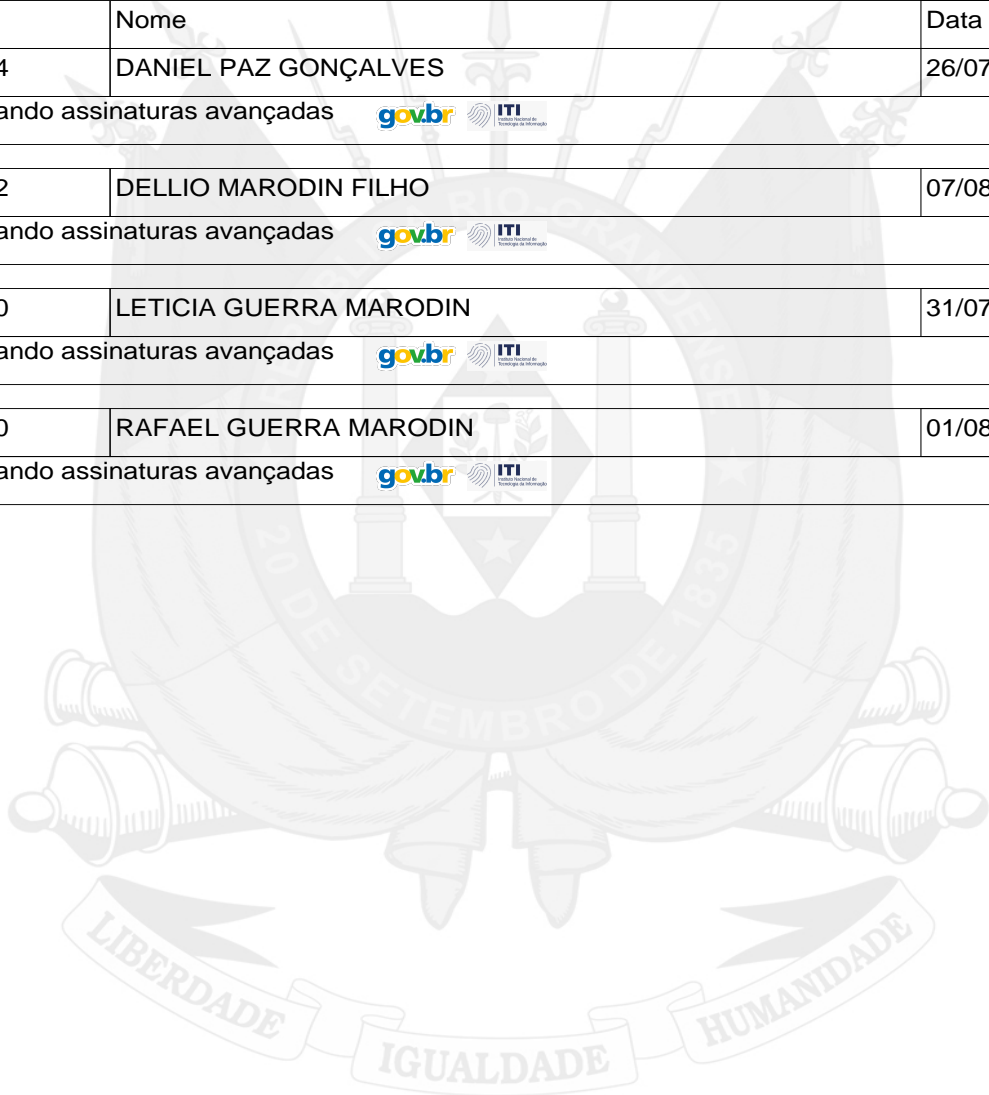 Nome Data
4 DANIEL PAZ GONÇALVES 26/07
ando assinaturas avançadas gov.br ITI
2 DELLIO MARODIN FILHO 07/08
ando assinaturas avançadas gov.br ITI
0 LETICIA GUERRA MARODIN 31/07
ando assinaturas avançadas gov.br ITI
0 RAFAEL GUERRA MARODIN 01/08
ando assinaturas avançadas gov.br ITI
REPÚBLICA RIO-GRANDENSE
20 DE SETEMBRO DE 1835
LIBERDADE IGUALDADE HUMANIDADE